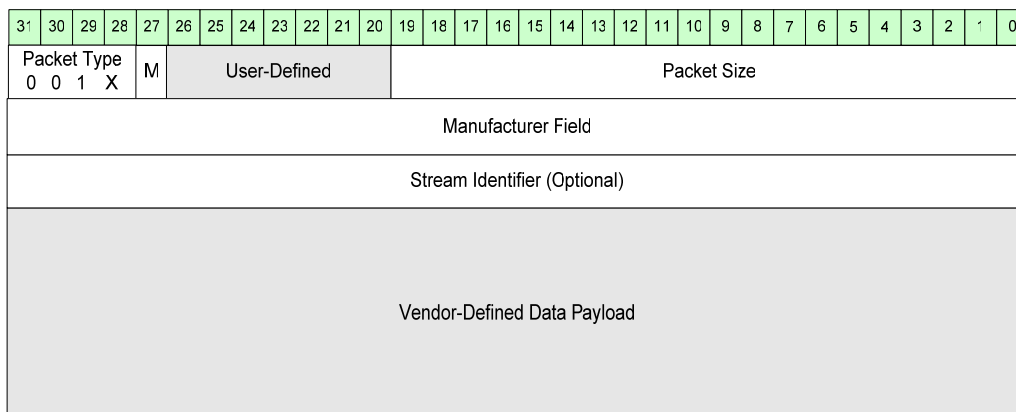 31 30 29 28 27 26 25 24 23 22 21 20 19 18 17 16 15 14 13 12 11 10 9 8 7 6 5 4 3 2 1 0
Packet Type
0 0 1 X
M
User-Defined
Packet Size
Manufacturer Field
Stream Identifier (Optional)
Vendor-Defined Data Payload